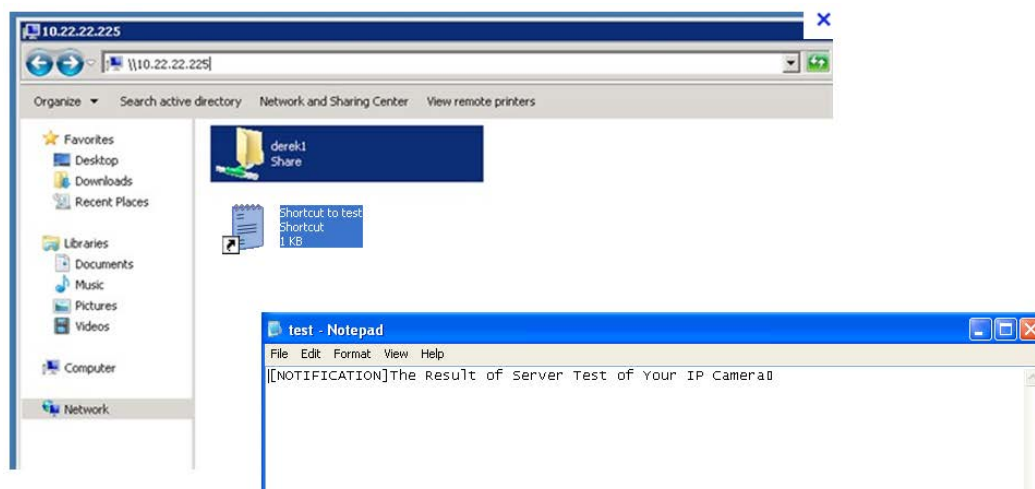 10.22.22.225
\\10.22.22.225
Organize Search active directory Network and Sharing Center View remote printers
Favorites
Desktop
Downloads
Recent Places
Libraries
Documents
Music
Pictures
Videos
Computer
Network
derek1
Share
Shortcut to test
Shortcut
1 KB
test - Notepad
File Edit Format View Help
[NOTIFICATION]The Result of Server Test of Your IP Camera